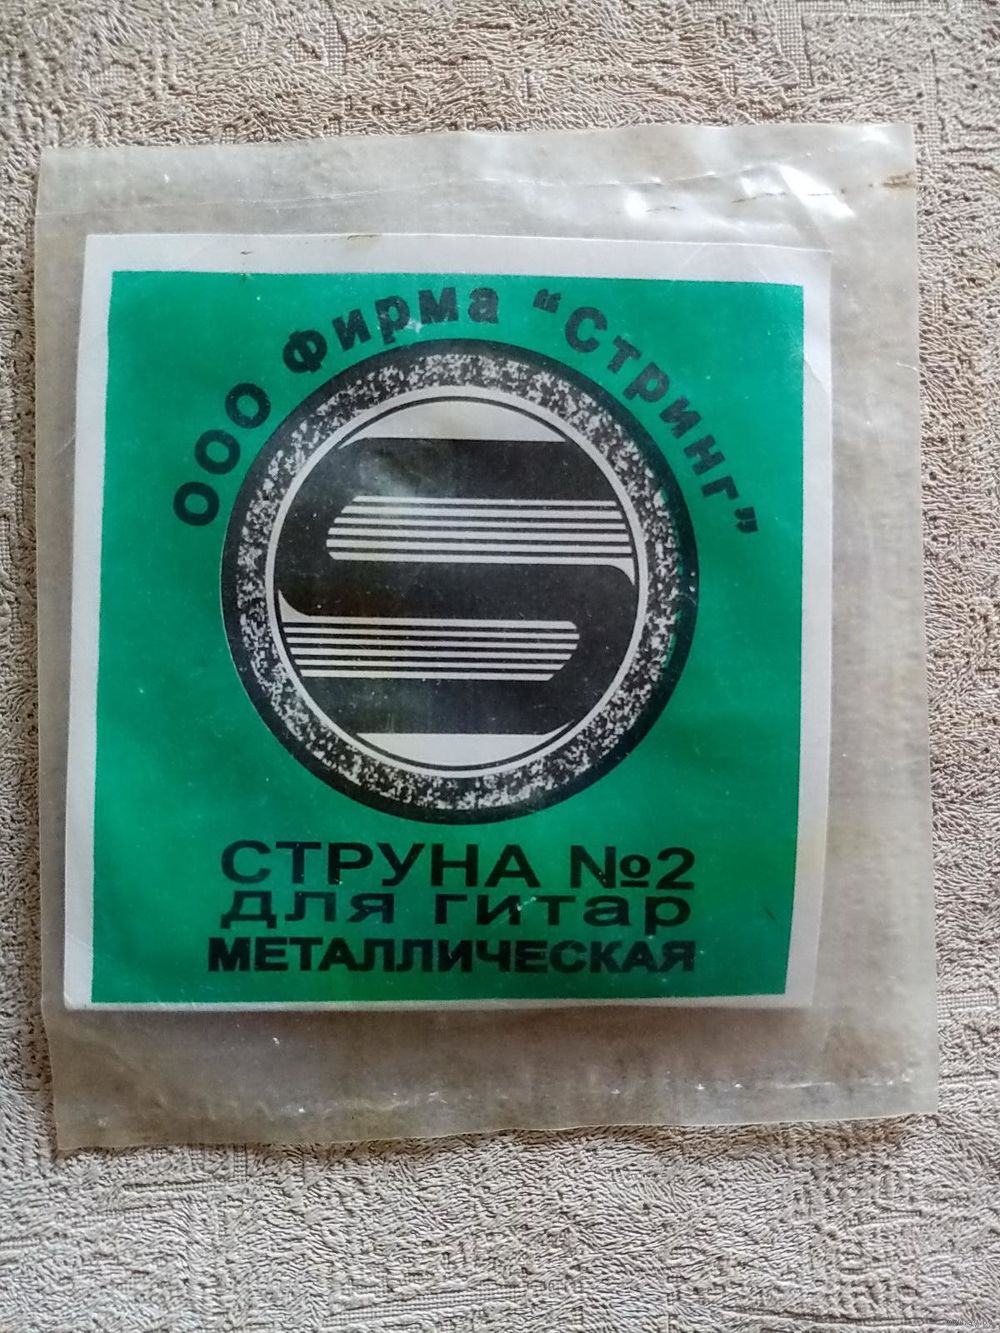 ООО Фирма "Стринг"
СТРУНА №2
для гитар
МЕТАЛЛИЧЕСКАЯ